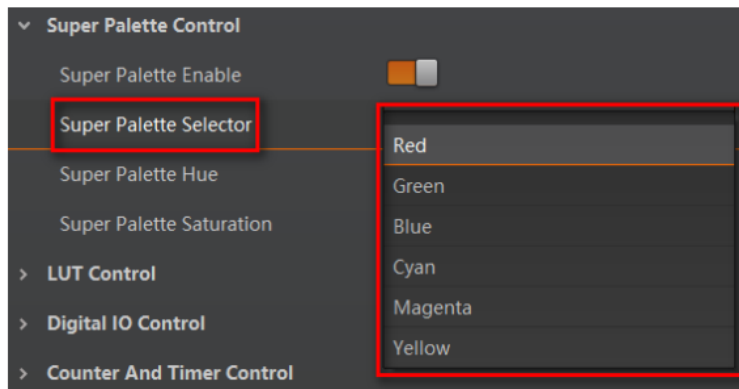 Super Palette Control
Super Palette Enable
Super Palette Selector
Red
Green
Blue
Cyan
Magenta
Yellow
Super Palette Hue
Super Palette Saturation
LUT Control
Digital IO Control
Counter And Timer Control